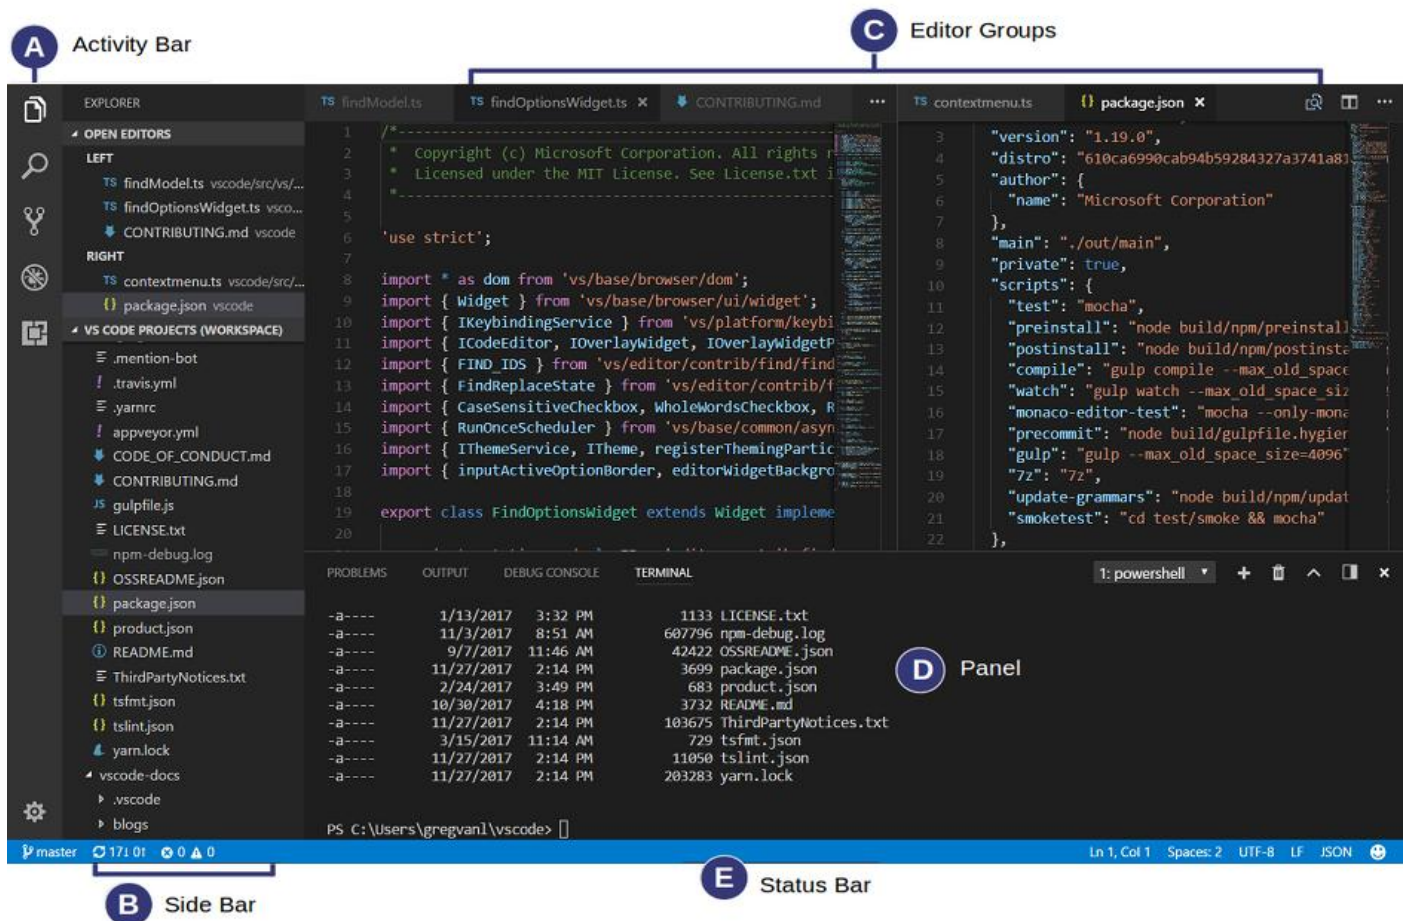 A Activity Bar
C Editor Groups
EXPLORER
OPEN EDITORS
LEFT
TS findModel.ts vscode/src/vs/...
TS findOptionsWidget.ts vsco...
CONTRIBUTING.md vscode
RIGHT
TS contextmenu.ts vscode/src/...
{} package.json vscode
VS CODE PROJECTS (WORKSPACE)
.mention-bot
! .travis.yml
.yarnrc
! appveyor.yml
CODE_OF_CONDUCT.md
CONTRIBUTING.md
JS gulpfile.js
LICENSE.txt
npm-debug.log
{} OSSREADME.json
{} package.json
{} product.json
README.md
ThirdPartyNotices.txt
{} tsfmt.json
{} tslint.json
yarn.lock
vscode-docs
.vscode
blogs
TS findModel.ts TS findOptionsWidget.ts × CONTRIBUTING.md ...
1 /*---------------------------------------------------------
2 * Copyright (c) Microsoft Corporation. All rights r
3 * Licensed under the MIT License. See License.txt i
4 *---------------------------------------------------------
5
6 'use strict';
7
8 import * as dom from 'vs/base/browser/dom';
9 import { Widget } from 'vs/base/browser/ui/widget';
10 import { IKeybindingService } from 'vs/platform/keybi
11 import { ICodeEditor, IOverlayWidget, IOverlayWidgetP
12 import { FIND_IDS } from 'vs/editor/contrib/find/find
13 import { FindReplaceState } from 'vs/editor/contrib/f
14 import { CaseSensitiveCheckbox, WholeWordsCheckbox, R
15 import { RunOnceScheduler } from 'vs/base/common/asyn
16 import { IThemeService, ITheme, registerThemingPartic
17 import { inputActiveOptionBorder, editorWidgetBackgro
18
19 export class FindOptionsWidget extends Widget impleme
20
TS contextmenu.ts {} package.json × ...
3 "version": "1.19.0",
4 "distro": "610ca6990cab94b59284327a3741a81
5 "author": {
6 "name": "Microsoft Corporation"
7 },
8 "main": "./out/main",
9 "private": true,
10 "scripts": {
11 "test": "mocha",
12 "preinstall": "node build/npm/preinstall
13 "postinstall": "node build/npm/postinsta
14 "compile": "gulp compile --max_old_space
15 "watch": "gulp watch --max_old_space_siz
16 "monaco-editor-test": "mocha --only-mona
17 "precommit": "node build/gulpfile.hygien
18 "gulp": "gulp --max_old_space_size=4096"
19 "7z": "7z",
20 "update-grammars": "node build/npm/updat
21 "smoketest": "cd test/smoke && mocha"
22 },
PROBLEMS OUTPUT DEBUG CONSOLE TERMINAL 1: powershell
-a---- 1/13/2017 3:32 PM 1133 LICENSE.txt
-a---- 11/3/2017 8:51 AM 607796 npm-debug.log
-a---- 9/7/2017 11:46 AM 42422 OSSREADME.json
-a---- 11/27/2017 2:14 PM 3699 package.json
-a---- 2/24/2017 3:49 PM 683 product.json
-a---- 10/30/2017 4:18 PM 3732 README.md
-a---- 11/27/2017 2:14 PM 103675 ThirdPartyNotices.txt
-a---- 3/15/2017 11:14 AM 729 tsfmt.json
-a---- 11/27/2017 2:14 PM 11050 tslint.json
-a---- 11/27/2017 2:14 PM 203283 yarn.lock
D Panel
PS C:\Users\gregvanl\vscode>
master 17↓ 0↑ 0 0 Ln 1, Col 1 Spaces: 2 UTF-8 LF JSON
B Side Bar
E Status Bar